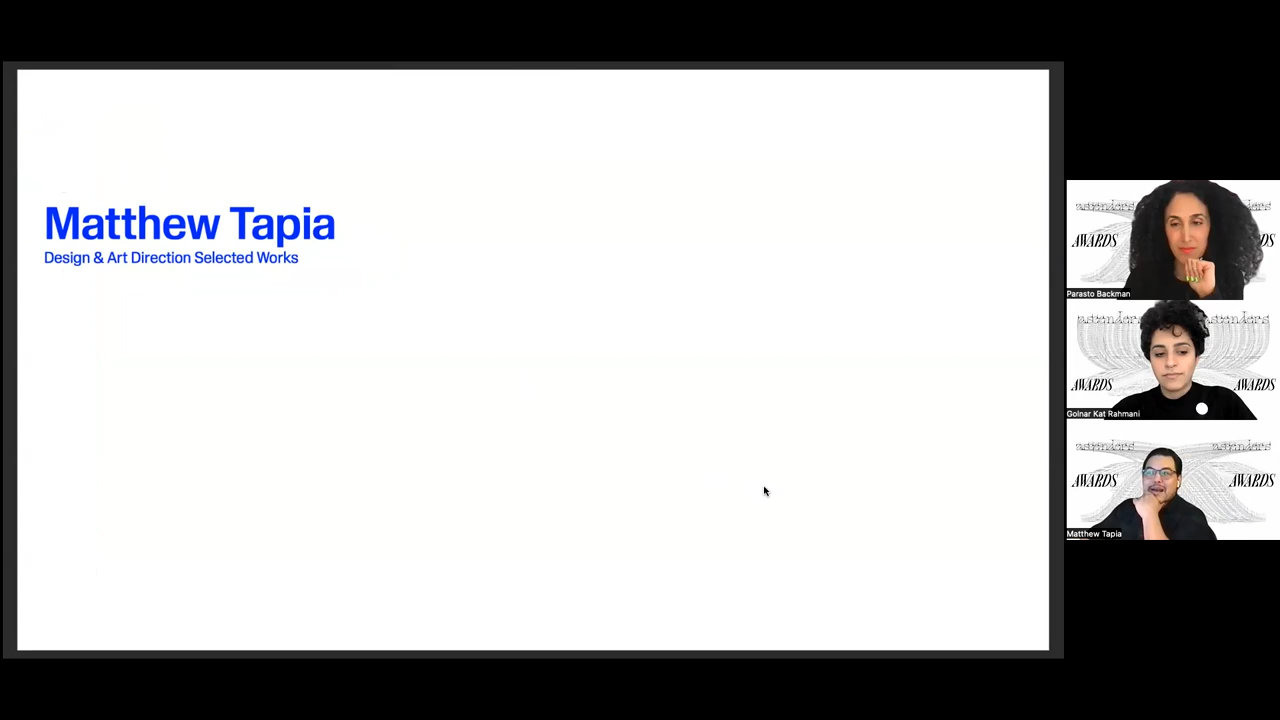 Matthew Tapia
Design & Art Direction Selected Works
AWARDS
Parasto Backman
AWARDS
AWARDS
Golnar Kat Rahmani
AWARDS
AWARDS
Matthew Tapia